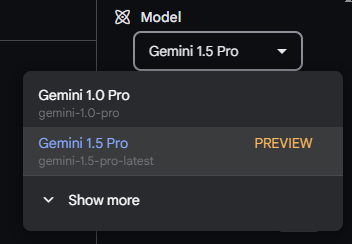 Model
Gemini 1.5 Pro
Gemini 1.0 Pro
gemini-1.0-pro
Gemini 1.5 Pro PREVIEW
gemini-1.5-pro-latest
Show more